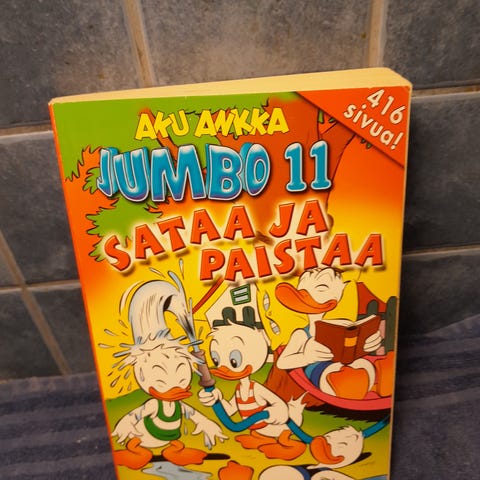 AKU ANKKA
416
sivua!
JUMBO 11
SATAA JA
PAISTAA